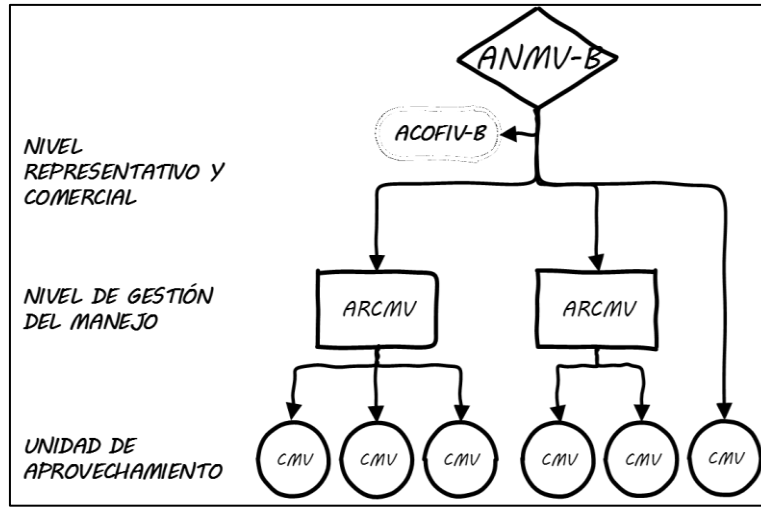 ANMV-B
ACOFIV-B
NIVEL
REPRESENTATIVO Y
COMERCIAL
NIVEL DE GESTIÓN
DEL MANEJO
ARCMV
ARCMV
UNIDAD DE
APROVECHAMIENTO
CMV
CMV
CMV
CMV
CMV
CMV